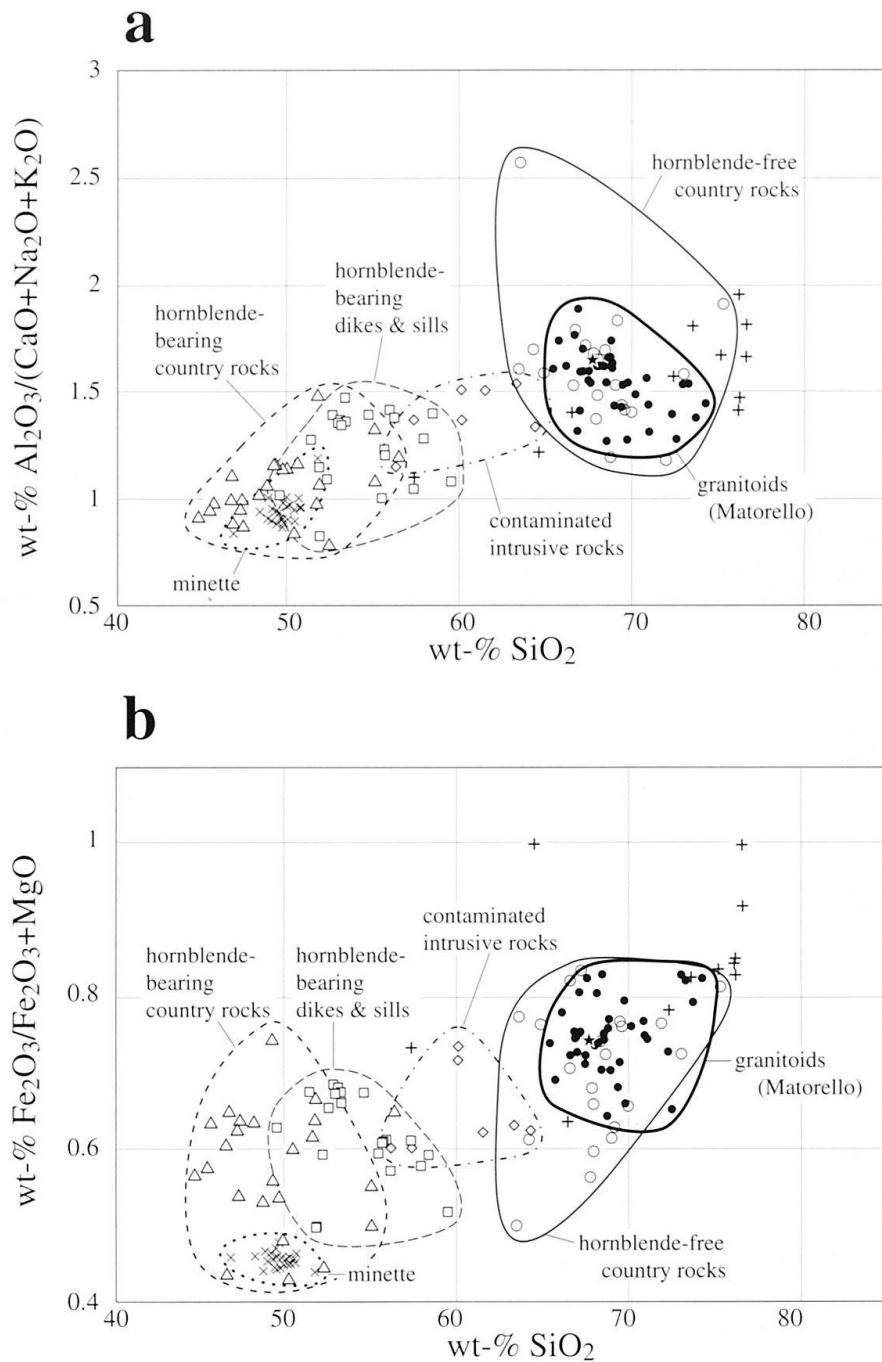 a
3
2.5
2
1.5
1
0.5
wt-% Al₂O₃/(CaO+Na₂O+K₂O)
hornblende-free
country rocks
hornblende-
bearing
dikes & sills
hornblende-
bearing
country rocks
granitoids
(Matorello)
contaminated
intrusive rocks
minette
40
50
60
70
80
wt-% SiO₂
b
1
0.8
0.6
0.4
wt-% Fe₂O₃/Fe₂O₃+MgO
contaminated
intrusive rocks
hornblende-
bearing
country rocks
hornblende-
bearing
dikes & sills
granitoids
(Matorello)
hornblende-free
country rocks
minette
40
50
60
70
80
wt-% SiO₂